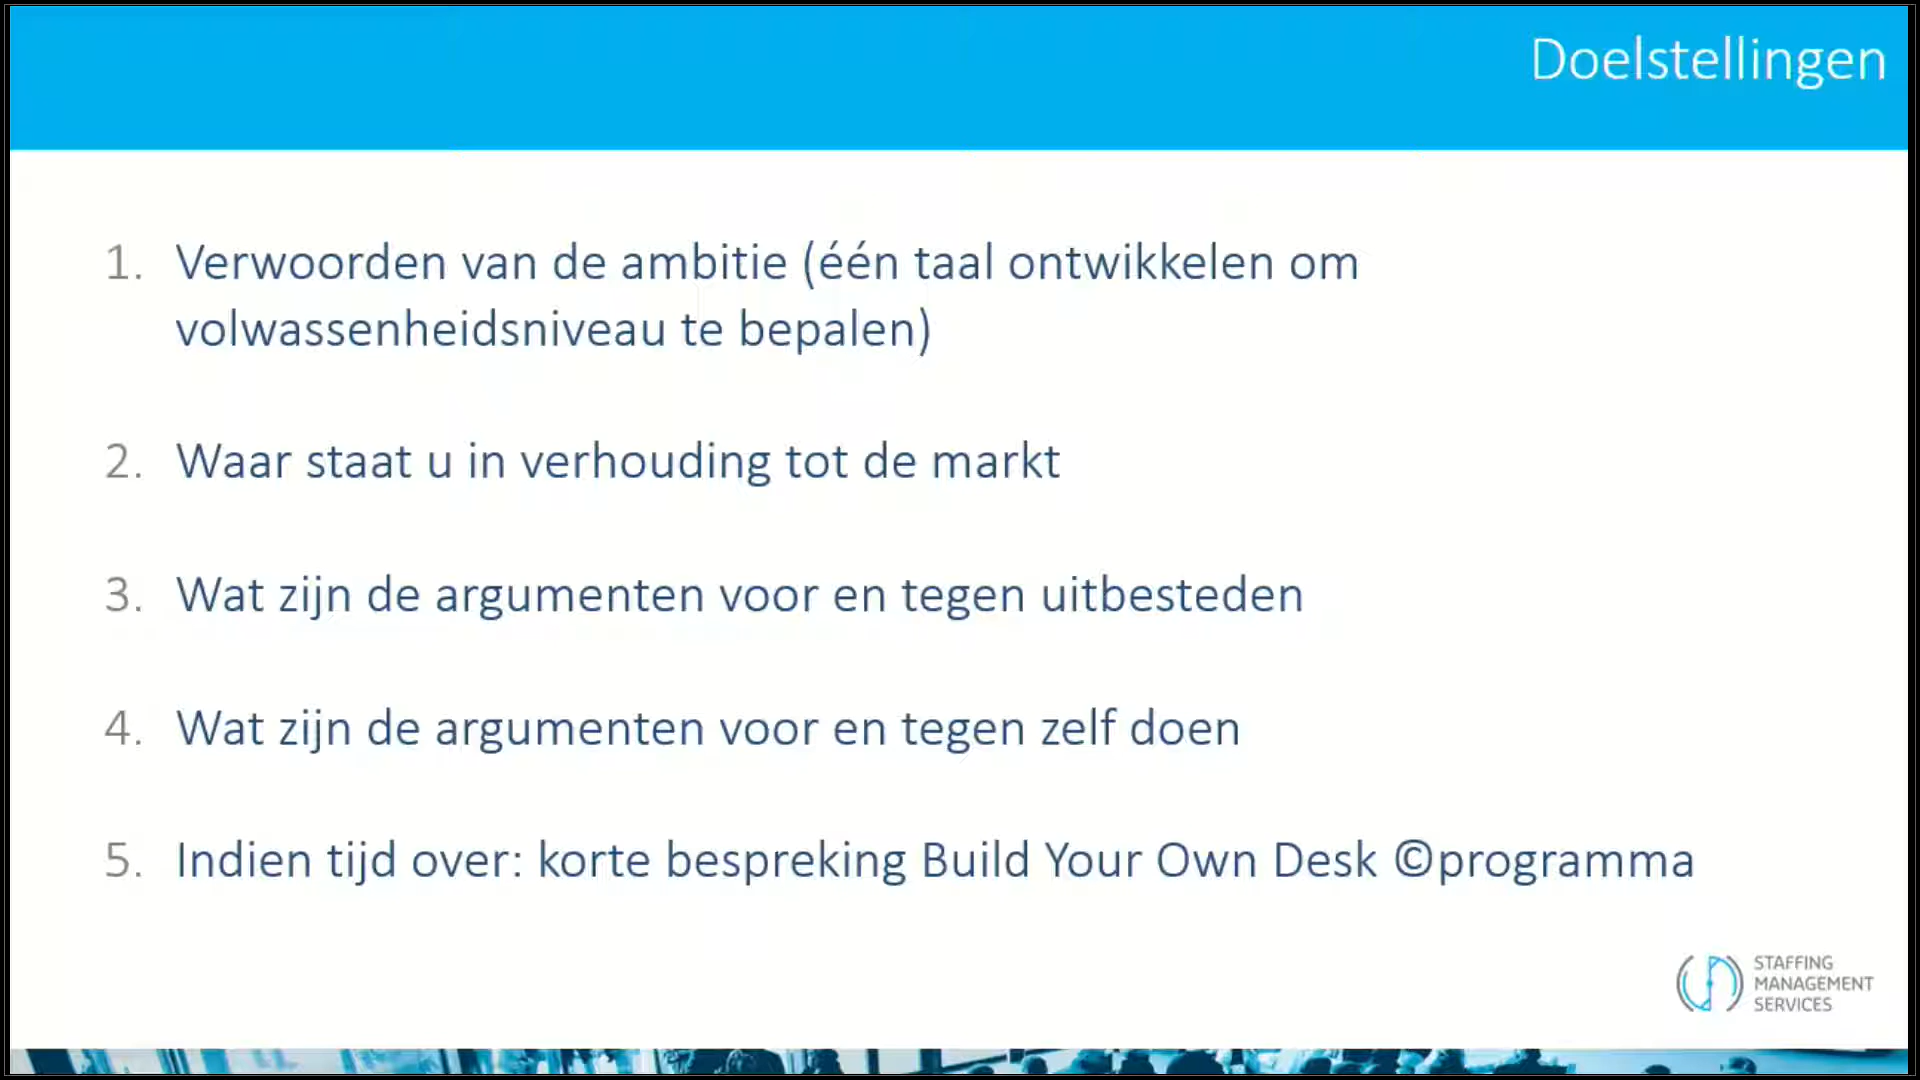 Doelstellingen
1. Verwoorden van de ambitie (één taal ontwikkelen om
volwassenheidsniveau te bepalen)
2. Waar staat u in verhouding tot de markt
3. Wat zijn de argumenten voor en tegen uitbesteden
4. Wat zijn de argumenten voor en tegen zelf doen
5. Indien tijd over: korte bespreking Build Your Own Desk ©programma
STAFFING
MANAGEMENT
SERVICES